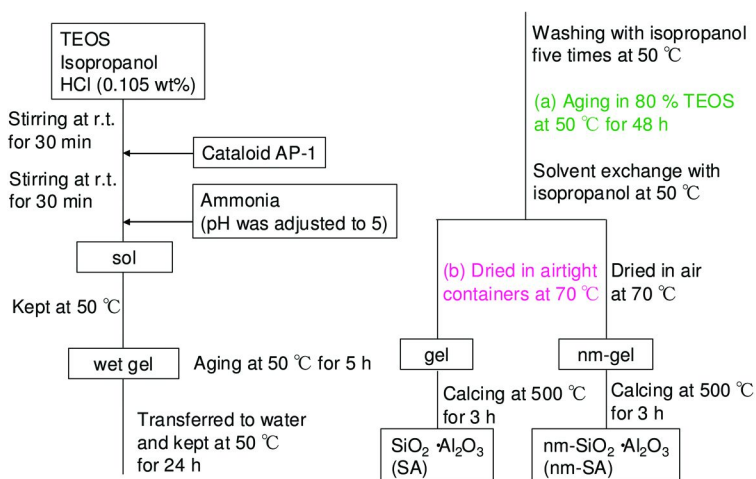 TEOS
Isopropanol
HCl (0.105 wt%)
Stirring at r.t.
for 30 min
Cataloid AP-1
Stirring at r.t.
for 30 min
Ammonia
(pH was adjusted to 5)
sol
Kept at 50 ℃
wet gel
Aging at 50 ℃ for 5 h
Transferred to water
and kept at 50 ℃
for 24 h
Washing with isopropanol
five times at 50 ℃
(a) Aging in 80 % TEOS
at 50 ℃ for 48 h
Solvent exchange with
isopropanol at 50 ℃
(b) Dried in airtight
containers at 70 ℃
Dried in air
at 70 ℃
gel
nm-gel
Calcing at 500 ℃
for 3 h
Calcing at 500 ℃
for 3 h
SiO₂ •Al₂O₃
(SA)
nm-SiO₂ •Al₂O₃
(nm-SA)